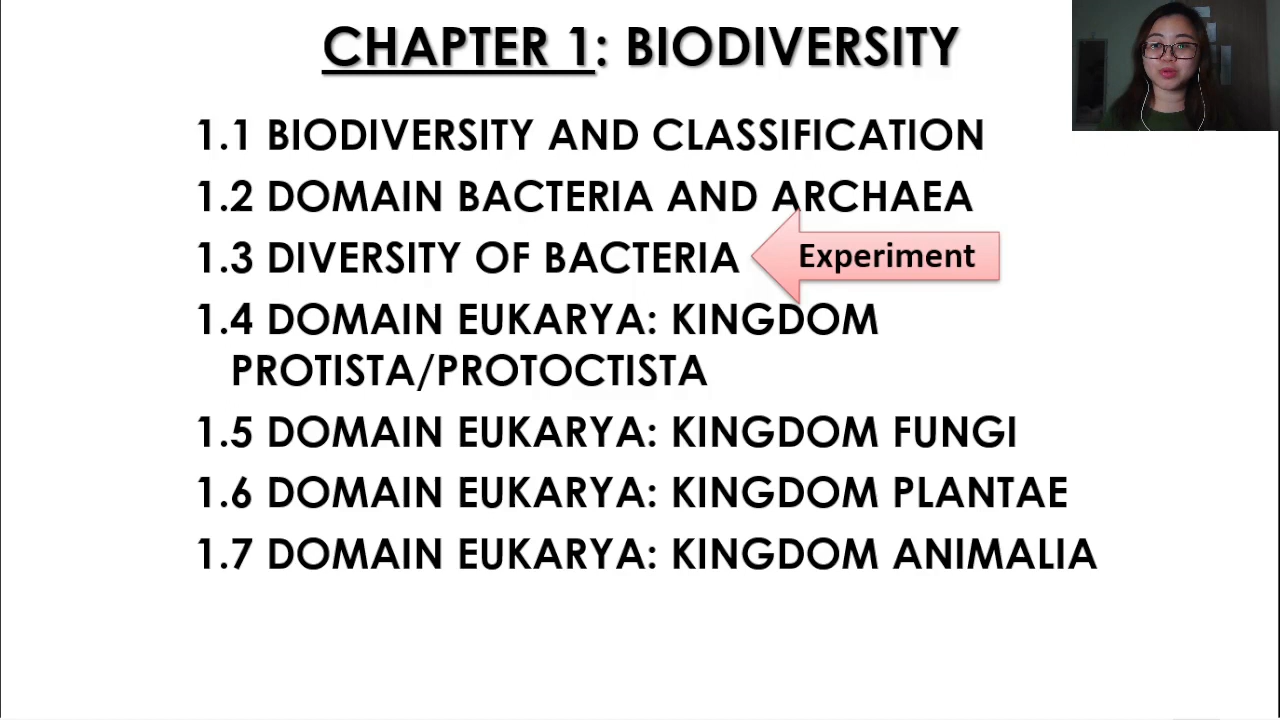 CHAPTER 1: BIODIVERSITY
1.1 BIODIVERSITY AND CLASSIFICATION
1.2 DOMAIN BACTERIA AND ARCHAEA
1.3 DIVERSITY OF BACTERIA
Experiment
1.4 DOMAIN EUKARYA: KINGDOM
PROTISTA/PROTOCTISTA
1.5 DOMAIN EUKARYA: KINGDOM FUNGI
1.6 DOMAIN EUKARYA: KINGDOM PLANTAE
1.7 DOMAIN EUKARYA: KINGDOM ANIMALIA